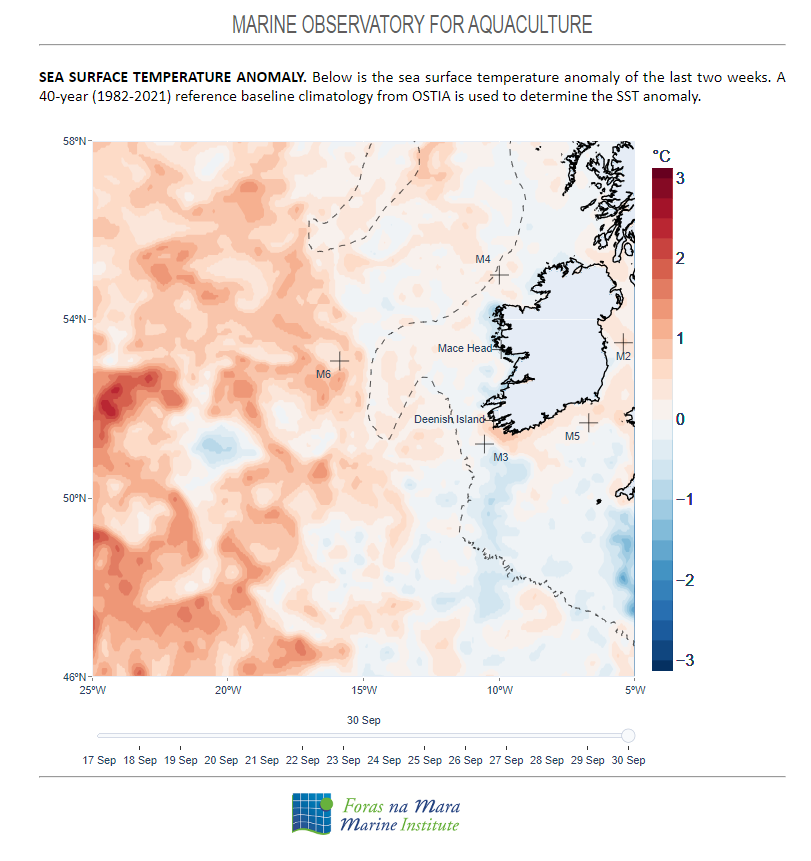 MARINE OBSERVATORY FOR AQUACULTURE
SEA SURFACE TEMPERATURE ANOMALY. Below is the sea surface temperature anomaly of the last two weeks. A
40-year (1982-2021) reference baseline climatology from OSTIA is used to determine the SST anomaly.
58°N
°C
3
2
M4
54°N
1
Mace Head
M2
M6
0
Deenish Island
M5
M3
50°N
−1
−2
−3
46°N
25°W 20°W 15°W 10°W 5°W
30 Sep
17 Sep 18 Sep 19 Sep 20 Sep 21 Sep 22 Sep 23 Sep 24 Sep 25 Sep 26 Sep 27 Sep 28 Sep 29 Sep 30 Sep
Foras na Mara
Marine Institute